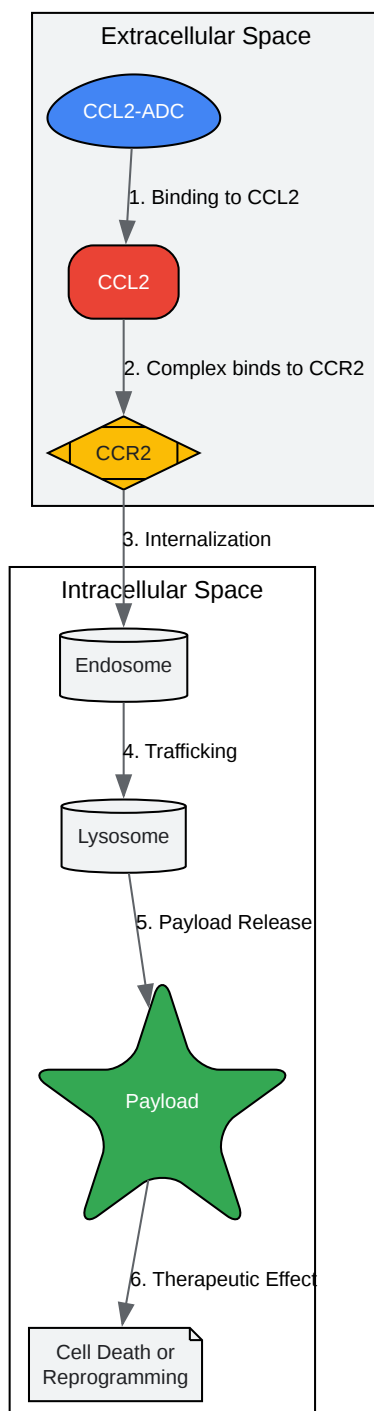 Extracellular Space
CCL2-ADC
1. Binding to CCL2
CCL2
2. Complex binds to CCR2
CCR2
3. Internalization
Intracellular Space
Endosome
4. Trafficking
Lysosome
5. Payload Release
Payload
6. Therapeutic Effect
Cell Death or
Reprogramming